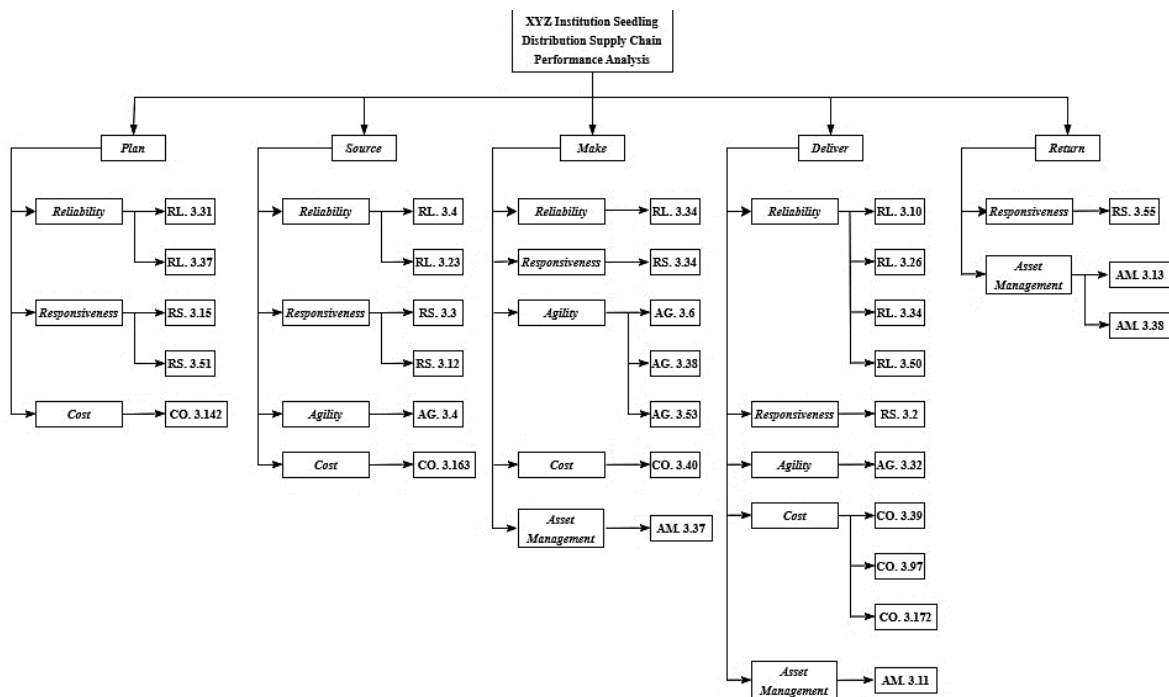 XYZ Institution Seedling
Distribution Supply Chain
Performance Analysis
Plan
Source
Make
Deliver
Return
Reliability
RL. 3.31
RL. 3.37
Responsiveness
RS. 3.15
RS. 3.51
Cost
CO. 3.142
Reliability
RL. 3.4
RL. 3.23
Responsiveness
RS. 3.3
RS. 3.12
Agility
AG. 3.4
Cost
CO. 3.163
Reliability
RL. 3.34
Responsiveness
RS. 3.34
Agility
AG. 3.6
AG. 3.38
AG. 3.53
Cost
CO. 3.40
Asset
Management
AM. 3.37
Reliability
RL. 3.10
RL. 3.26
RL. 3.34
RL. 3.50
Responsiveness
RS. 3.2
Agility
AG. 3.32
Cost
CO. 3.39
CO. 3.97
CO. 3.172
Asset
Management
AM. 3.11
Responsiveness
RS. 3.55
Asset
Management
AM. 3.13
AM. 3.38